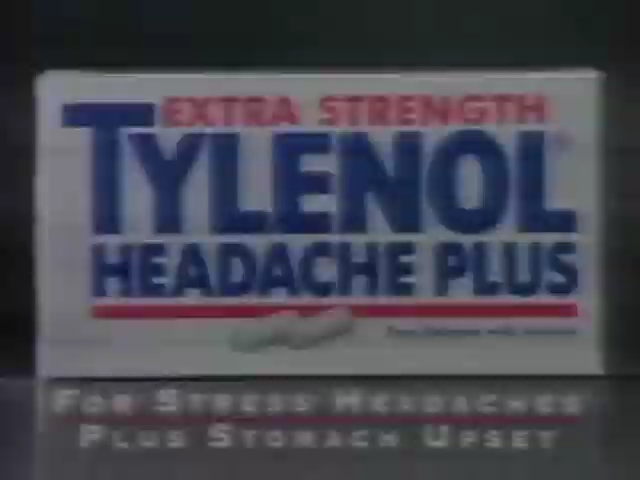 EXTRA STRENGTH
TYLENOL®
HEADACHE PLUS
FOR STRESS HEADACHES
PLUS STOMACH UPSET